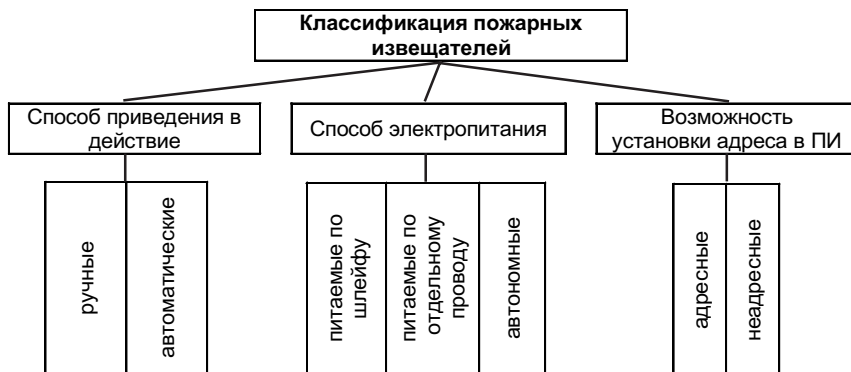 Классификация пожарных
извещателей
Способ приведения в
действие
Способ электропитания
Возможность
установки адреса в ПИ
ручные
автоматические
питаемые по
шлейфу
питаемые по
отдельному
проводу
автономные
адресные
неадресные